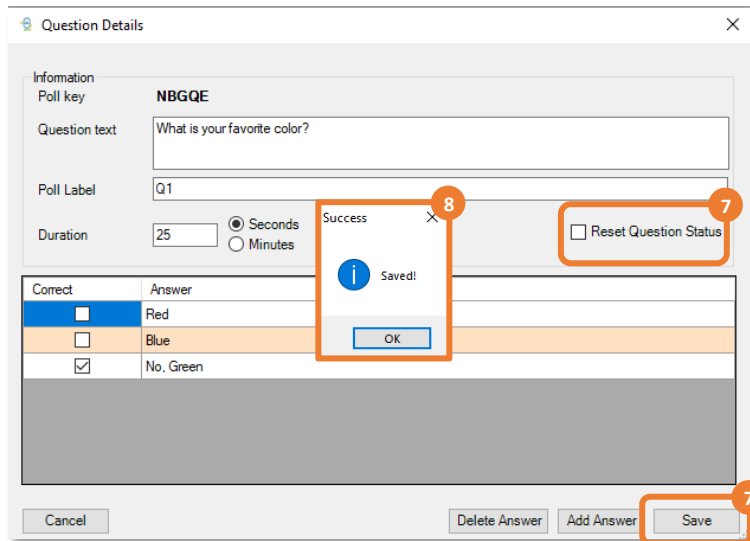 Question Details
Information
Poll key NBGQE
Question text What is your favorite color?
Poll Label Q1
8
7
Success
Duration 25 Seconds
Minutes
Reset Question Status
Saved!
OK
Correct Answer
Red
Blue
No, Green
7
Cancel Delete Answer Add Answer Save